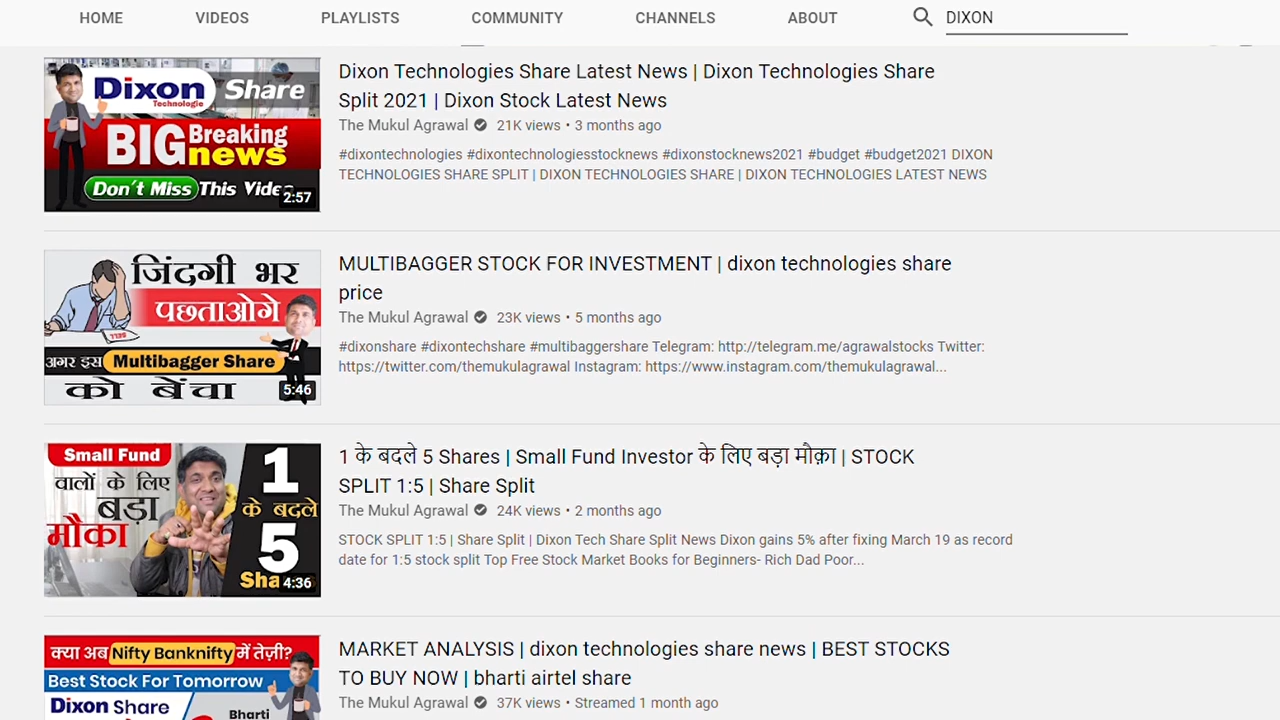 HOME VIDEOS PLAYLISTS COMMUNITY CHANNELS ABOUT DIXON
Dixon Share
Technologie
BIG Breaking
news
Don't Miss This Video
2:57
Dixon Technologies Share Latest News | Dixon Technologies Share
Split 2021 | Dixon Stock Latest News
The Mukul Agrawal 21K views • 3 months ago
#dixontechnologies #dixontechnologiesstocknews #dixonstocknews2021 #budget #budget2021 DIXON
TECHNOLOGIES SHARE SPLIT | DIXON TECHNOLOGIES SHARE | DIXON TECHNOLOGIES LATEST NEWS
जिंदगी भर
पछताओगे
अगर इस Multibagger Share
को बेंचा
5:46
MULTIBAGGER STOCK FOR INVESTMENT | dixon technologies share
price
The Mukul Agrawal 23K views • 5 months ago
#dixonshare #dixontechshare #multibaggershare Telegram: http://telegram.me/agrawalstocks Twitter:
https://twitter.com/themukulagrawal Instagram: https://www.instagram.com/themukulagrawal...
Small Fund
वालों के लिए
बड़ा
मौका
1
के बदले
5
Sha
4:36
1 के बदले 5 Shares | Small Fund Investor के लिए बड़ा मौक़ा | STOCK
SPLIT 1:5 | Share Split
The Mukul Agrawal 24K views • 2 months ago
STOCK SPLIT 1:5 | Share Split | Dixon Tech Share Split News Dixon gains 5% after fixing March 19 as record
date for 1:5 stock split Top Free Stock Market Books for Beginners- Rich Dad Poor...
क्या अब Nifty Banknifty में तेज़ी?
Best Stock For Tomorrow
Dixon Share
Bharti
MARKET ANALYSIS | dixon technologies share news | BEST STOCKS
TO BUY NOW | bharti airtel share
The Mukul Agrawal 37K views • Streamed 1 month ago